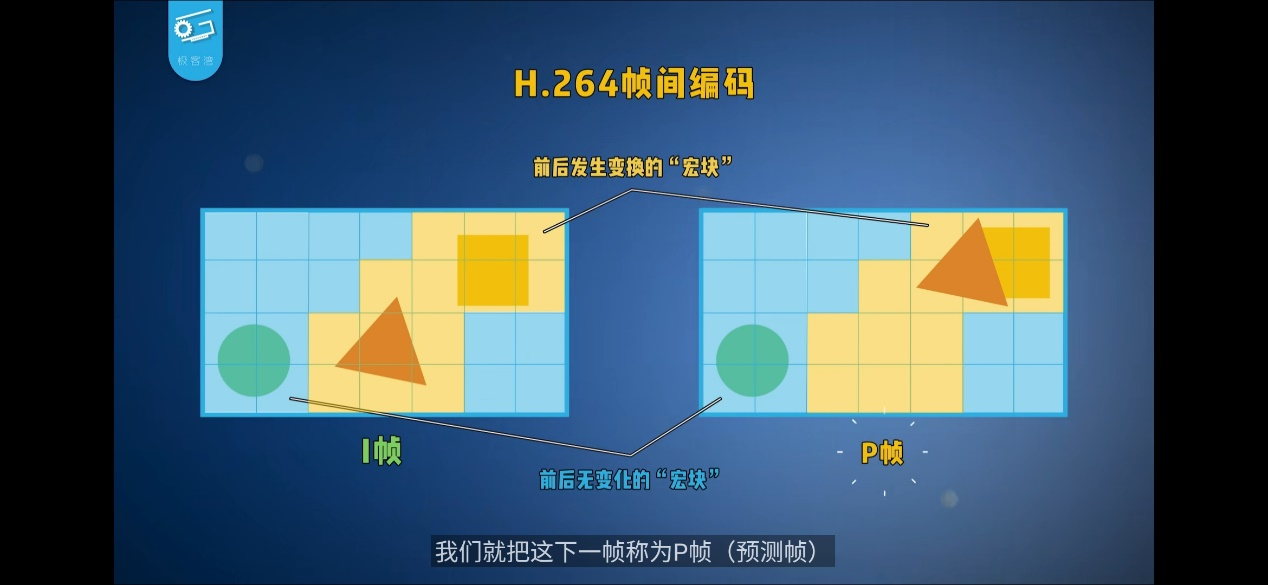 极客湾
H.264帧间编码
前后发生变换的“宏块”
I帧
P帧
前后无变化的“宏块”
我们就把这下一帧称为P帧（预测帧）